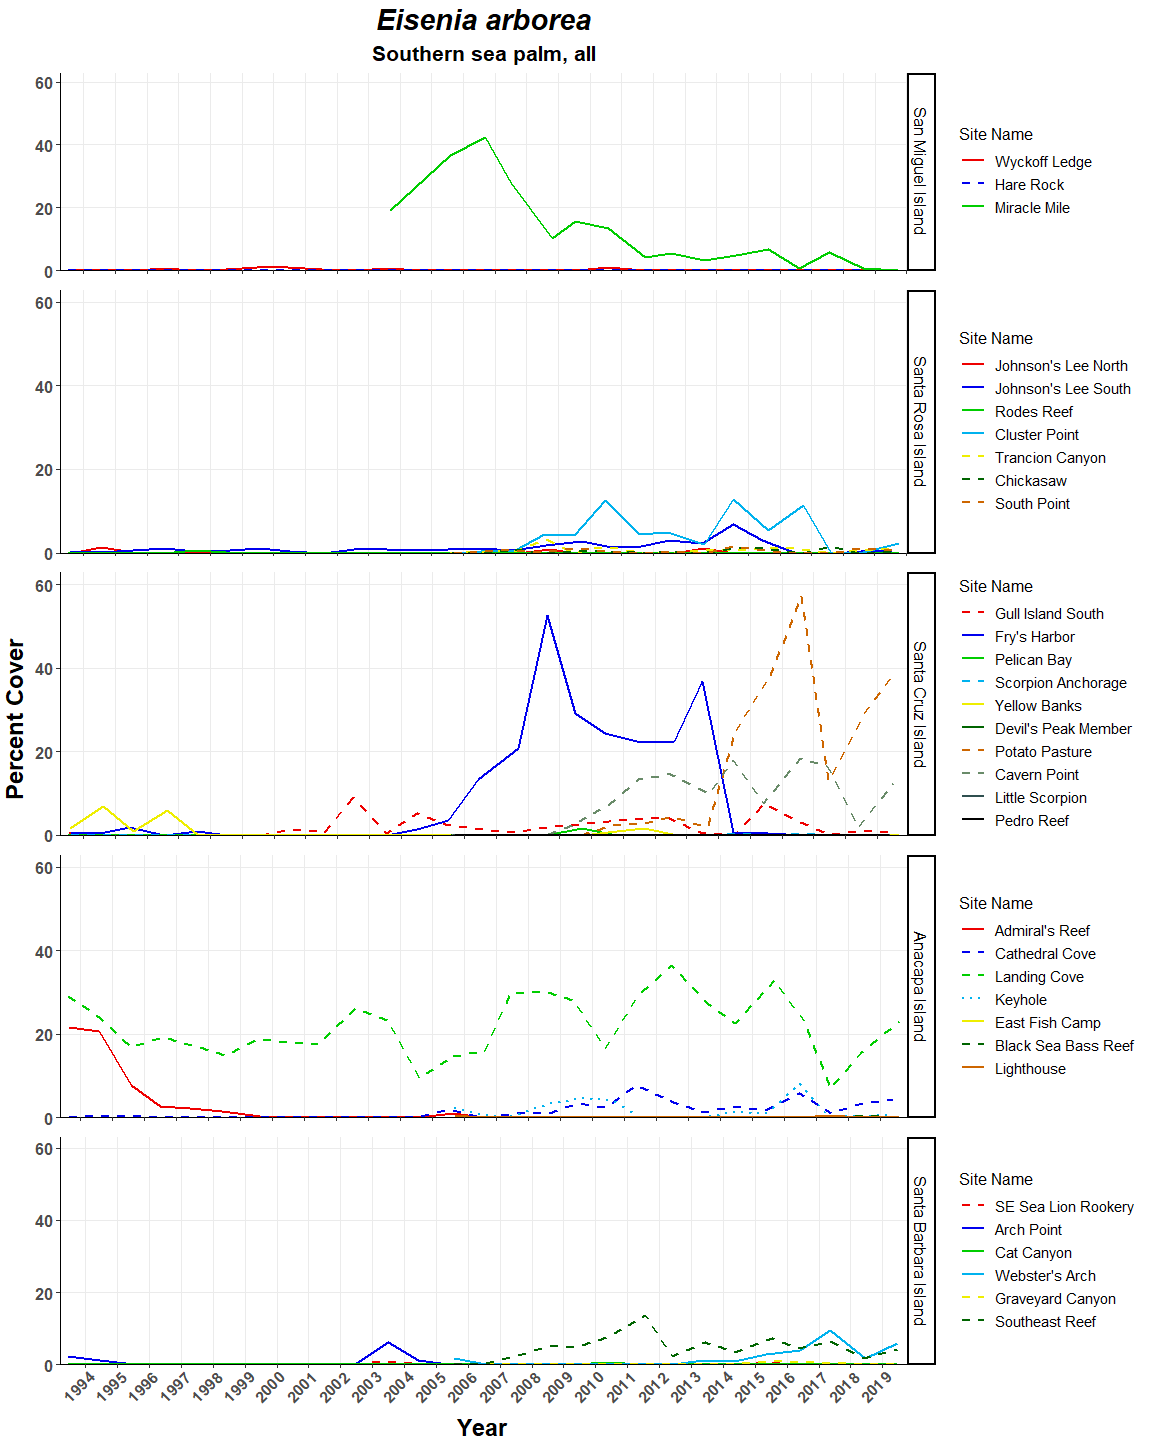 Eisenia arborea
Southern sea palm, all
Percent Cover
60
40
20
0
San Miguel Island
Site Name
Wyckoff Ledge
Hare Rock
Miracle Mile
60
40
20
0
Santa Rosa Island
Site Name
Johnson's Lee North
Johnson's Lee South
Rodes Reef
Cluster Point
Trancion Canyon
Chickasaw
South Point
60
40
20
0
Santa Cruz Island
Site Name
Gull Island South
Fry's Harbor
Pelican Bay
Scorpion Anchorage
Yellow Banks
Devil's Peak Member
Potato Pasture
Cavern Point
Little Scorpion
Pedro Reef
60
40
20
0
Anacapa Island
Site Name
Admiral's Reef
Cathedral Cove
Landing Cove
Keyhole
East Fish Camp
Black Sea Bass Reef
Lighthouse
60
40
20
0
Santa Barbara Island
Site Name
SE Sea Lion Rookery
Arch Point
Cat Canyon
Webster's Arch
Graveyard Canyon
Southeast Reef
1994 1995 1996 1997 1998 1999 2000 2001 2002 2003 2004 2005 2006 2007 2008 2009 2010 2011 2012 2013 2014 2015 2016 2017 2018 2019
Year